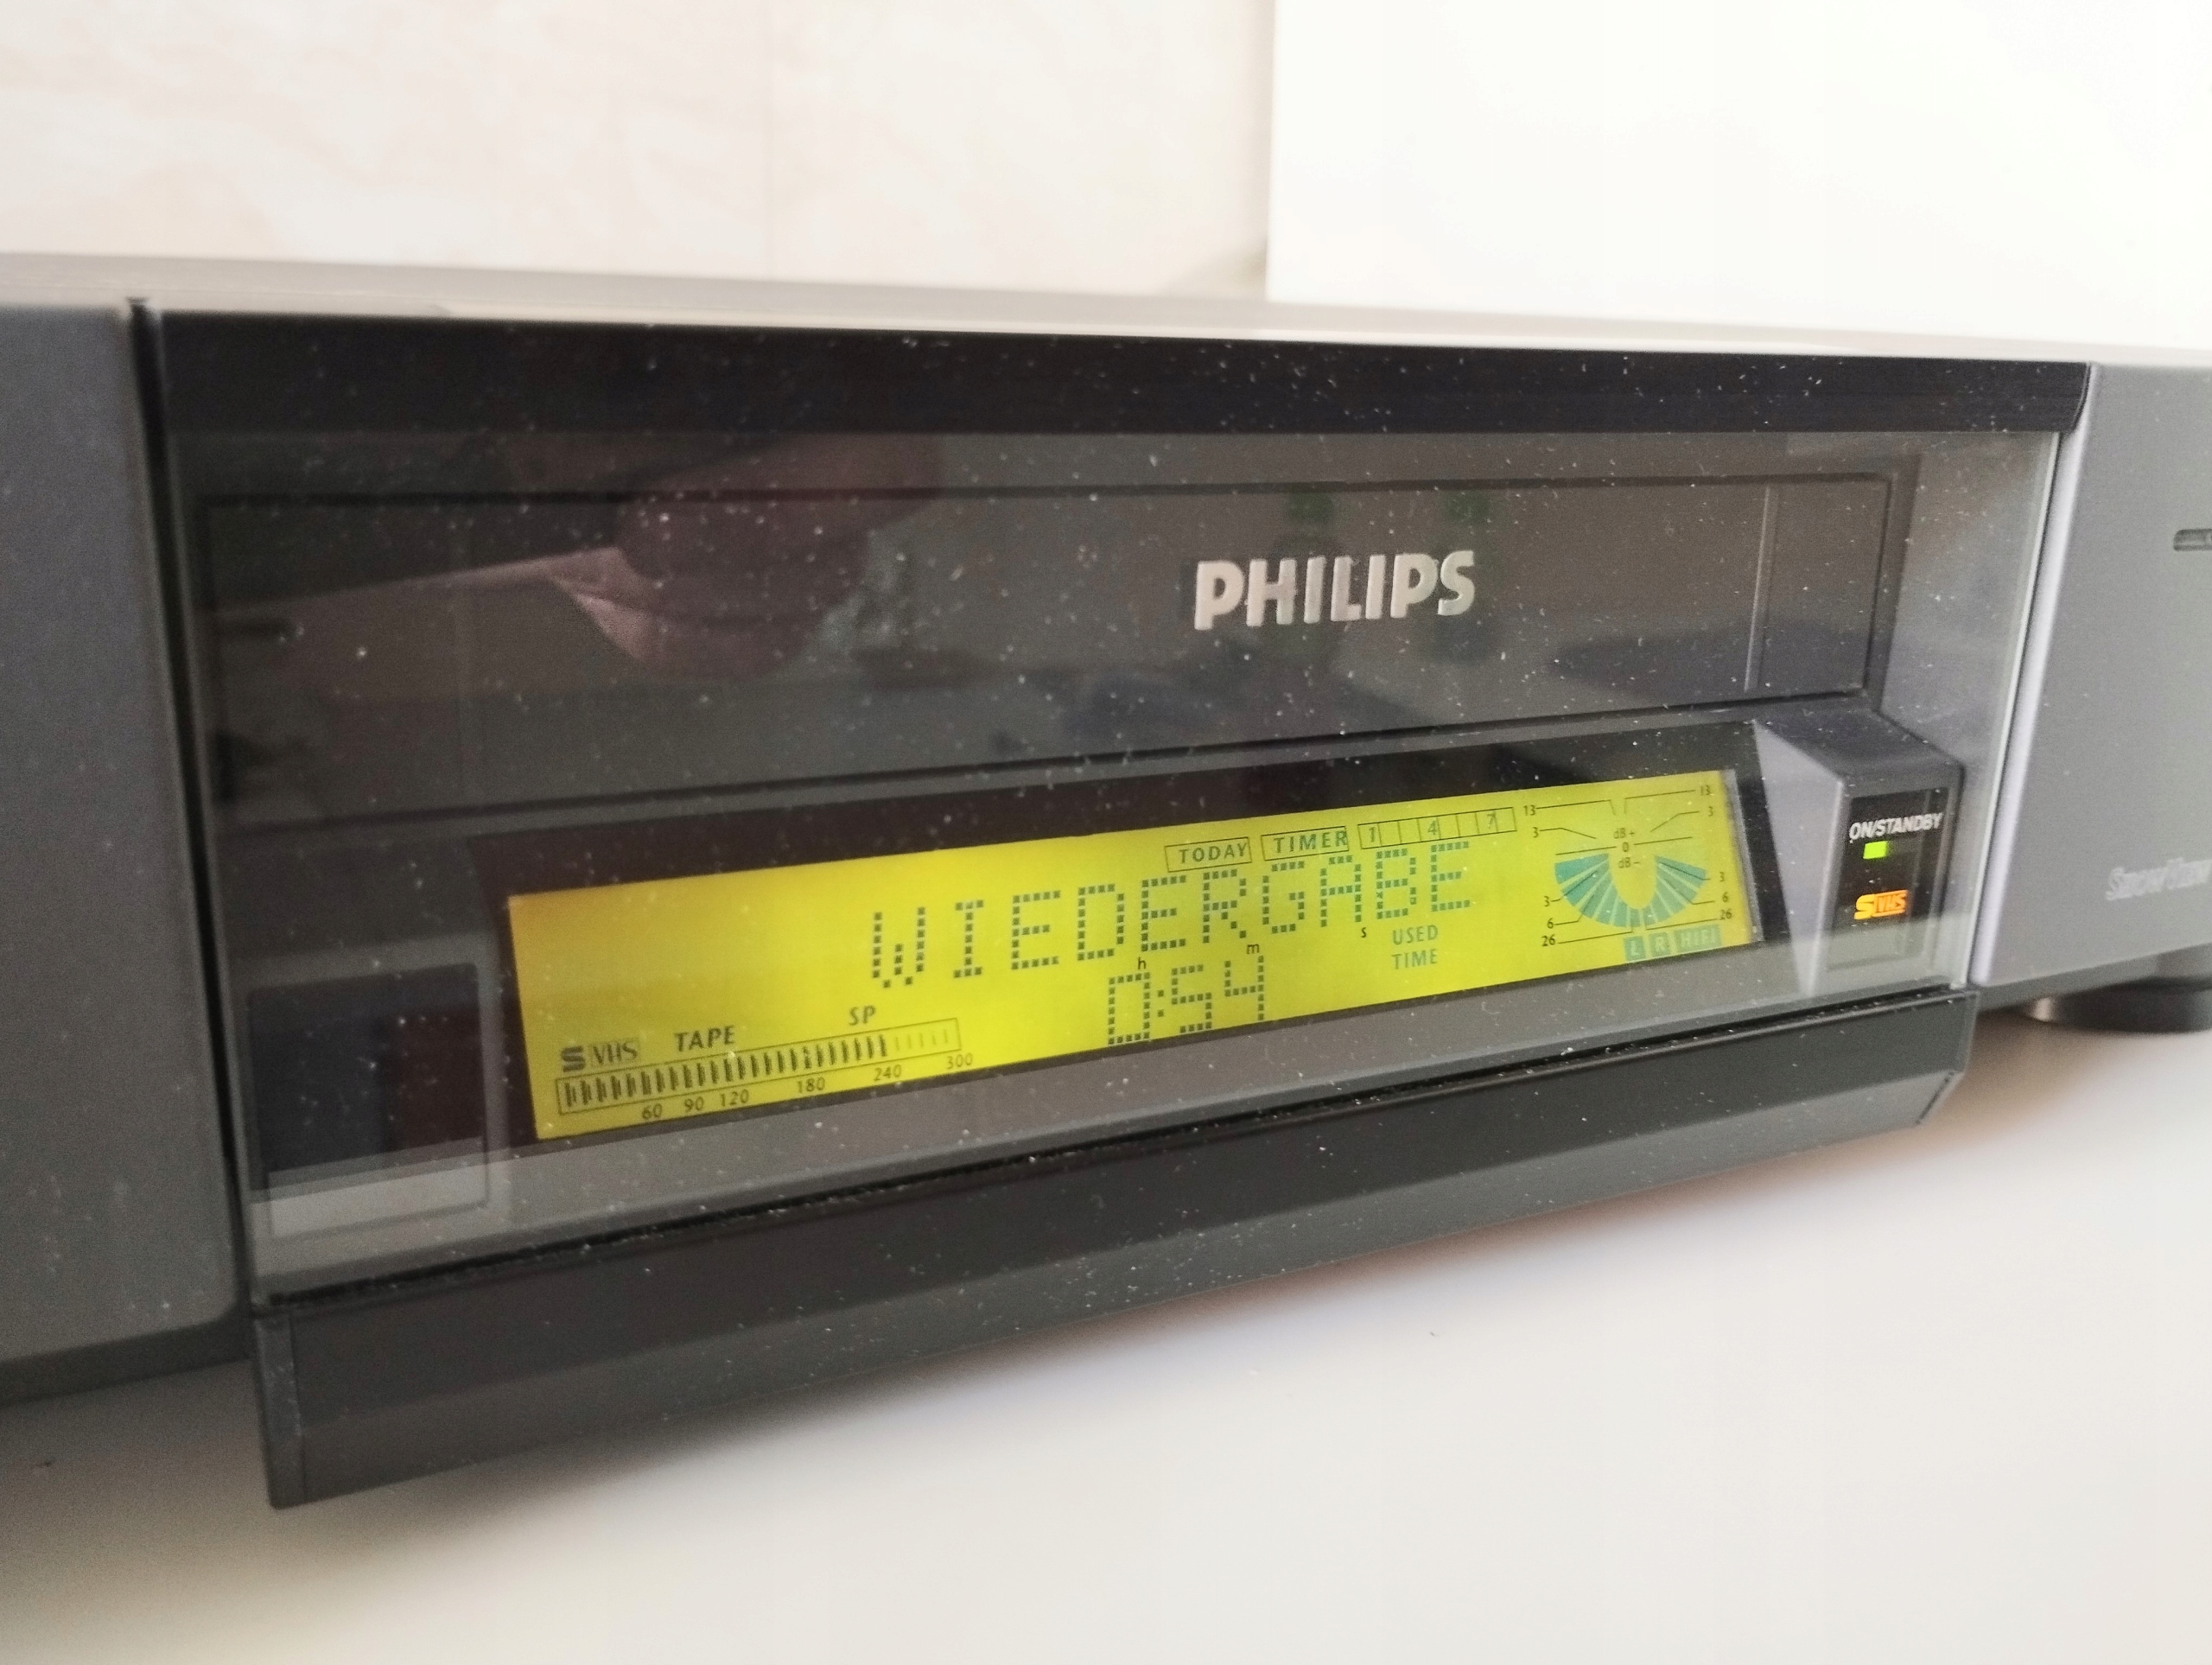 PHILIPS
ON/STANDBY
S VHS
TODAY TIMER 1 4 7
WIEDERGABE
h m s
0:54
USED
TIME
13 13
3 3
dB+
0
dB-
3 3
6 6
26 26
L R HIFI
SP
S VHS TAPE
60 90 120 180 240 300